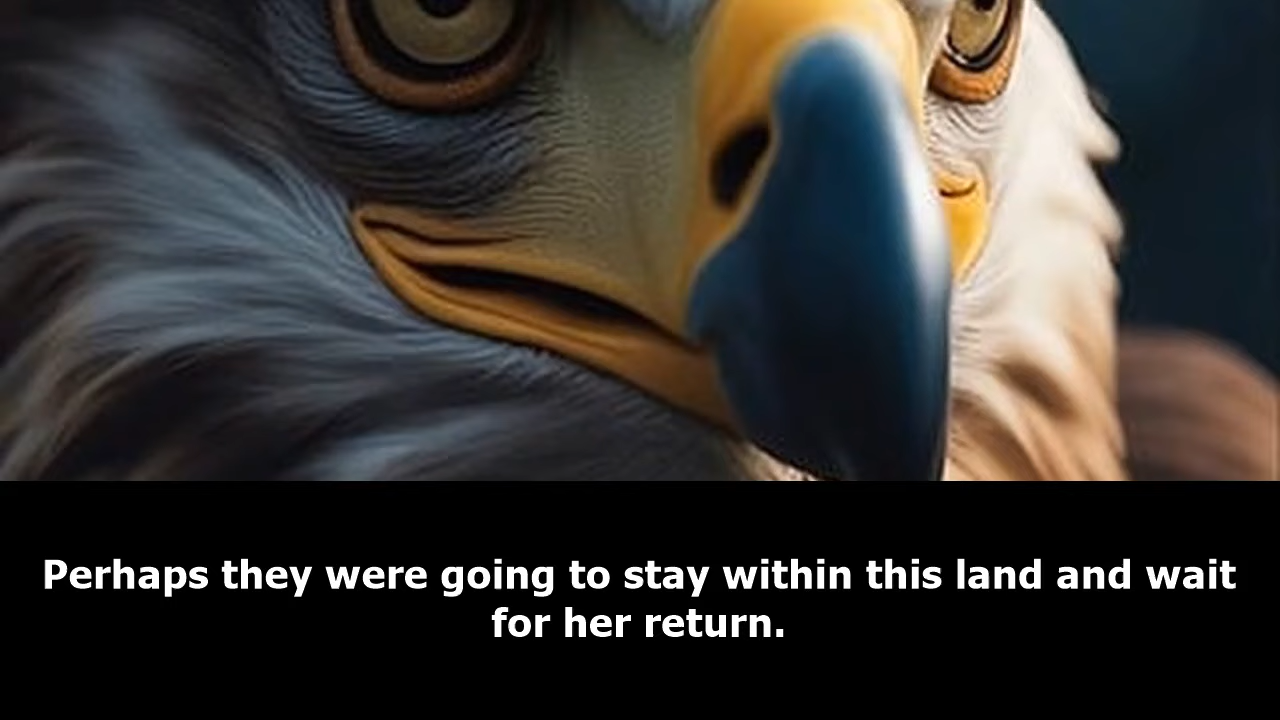 Perhaps they were going to stay within this land and wait
for her return.